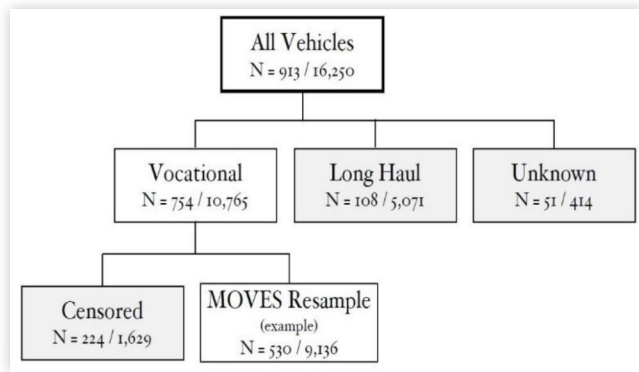 All Vehicles
N = 913 / 16,250
Vocational
N = 754 / 10,765
Long Haul
N = 108 / 5,071
Unknown
N = 51 / 414
Censored
N = 224 / 1,629
MOVES Resample
(example)
N = 530 / 9,136